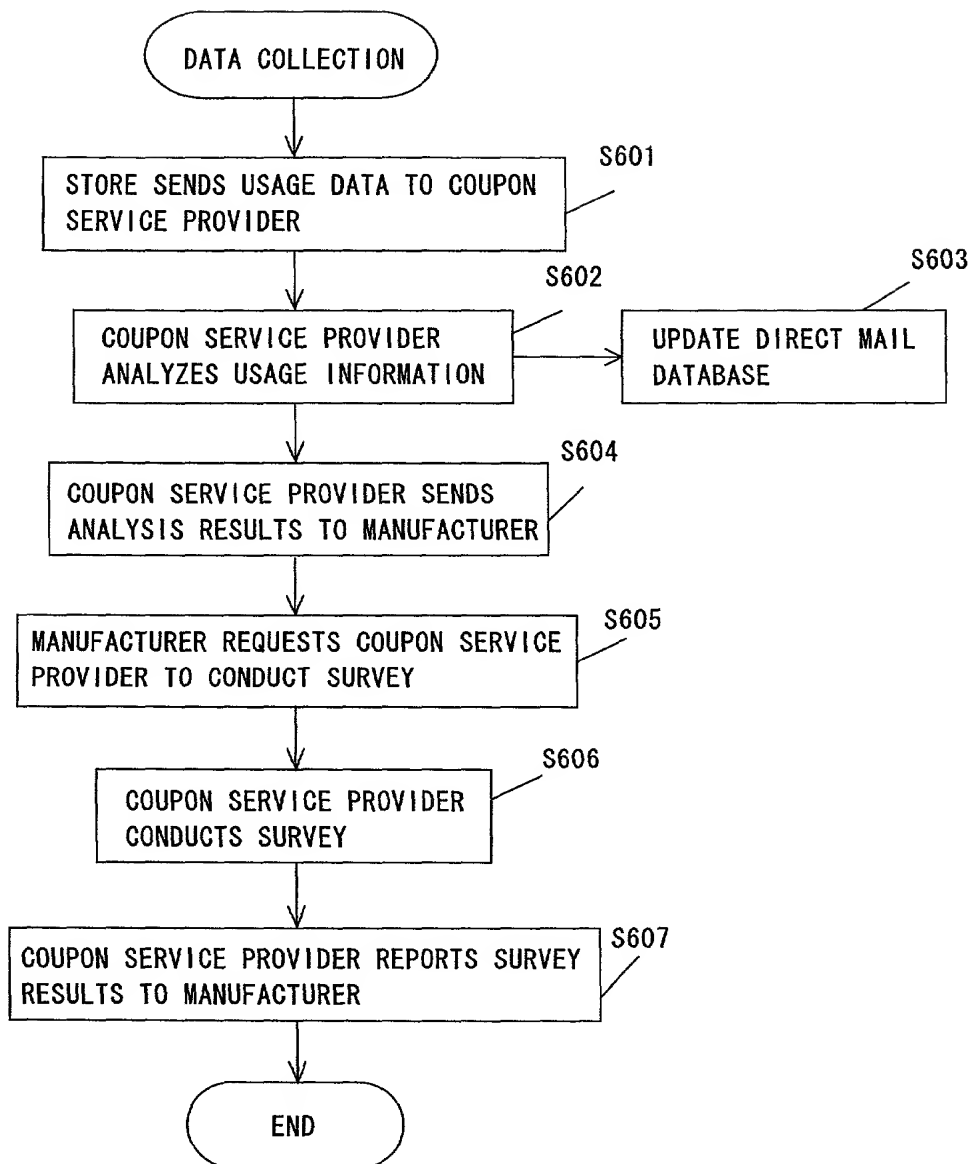 DATA COLLECTION
S601
STORE SENDS USAGE DATA TO COUPON
SERVICE PROVIDER
S602
COUPON SERVICE PROVIDER
ANALYZES USAGE INFORMATION
S603
UPDATE DIRECT MAIL
DATABASE
S604
COUPON SERVICE PROVIDER SENDS
ANALYSIS RESULTS TO MANUFACTURER
S605
MANUFACTURER REQUESTS COUPON SERVICE
PROVIDER TO CONDUCT SURVEY
S606
COUPON SERVICE PROVIDER
CONDUCTS SURVEY
S607
COUPON SERVICE PROVIDER REPORTS SURVEY
RESULTS TO MANUFACTURER
END